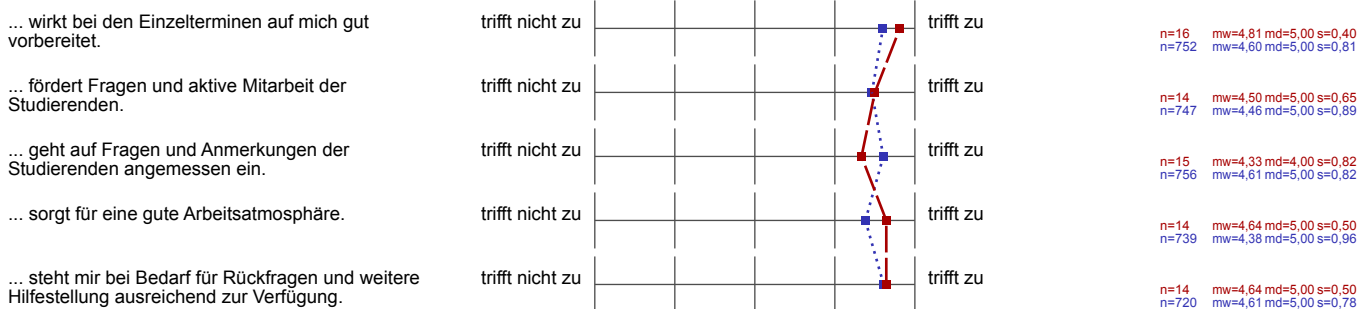 ... wirkt bei den Einzelterminen auf mich gut
vorbereitet.
trifft nicht zu
trifft zu
n=16 mw=4,81 md=5,00 s=0,40
n=752 mw=4,60 md=5,00 s=0,81
... fördert Fragen und aktive Mitarbeit der
Studierenden.
trifft nicht zu
trifft zu
n=14 mw=4,50 md=5,00 s=0,65
n=747 mw=4,46 md=5,00 s=0,89
... geht auf Fragen und Anmerkungen der
Studierenden angemessen ein.
trifft nicht zu
trifft zu
n=15 mw=4,33 md=4,00 s=0,82
n=756 mw=4,61 md=5,00 s=0,82
... sorgt für eine gute Arbeitsatmosphäre.
trifft nicht zu
trifft zu
n=14 mw=4,64 md=5,00 s=0,50
n=739 mw=4,38 md=5,00 s=0,96
... steht mir bei Bedarf für Rückfragen und weitere
Hilfestellung ausreichend zur Verfügung.
trifft nicht zu
trifft zu
n=14 mw=4,64 md=5,00 s=0,50
n=720 mw=4,61 md=5,00 s=0,78